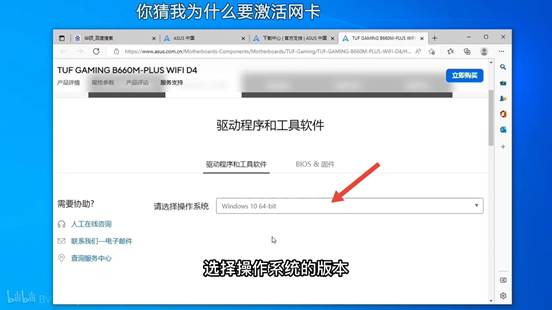 你猜我为什么要激活网卡
ASUS 中国
下载中心 | 官方支持 | ASUS 中国
TUF GAMING B660M-PLUS WIFI D4
https://www.asus.com.cn/Motherboards-Components/Motherboards/TUF-Gaming/TUF-GAMING-B660M-PLUS-WIFI-D4/H...
TUF GAMING B660M-PLUS WIFI D4
立即购买
产品详情 规格参数 产品评论 服务支持
驱动程序和工具软件
驱动程序和工具软件 BIOS & 固件
需要协助?
请选择操作系统 Windows 10 64-bit
人工在线咨询
联系我们---电子邮件
查询服务中心
选择操作系统的版本
bilibili